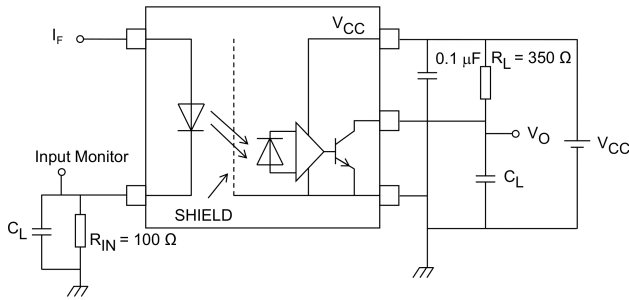 V_CC
I_F
0.1 μF
R_L = 350 Ω
V_O
V_CC
Input Monitor
C_L
SHIELD
C_L
R_IN = 100 Ω